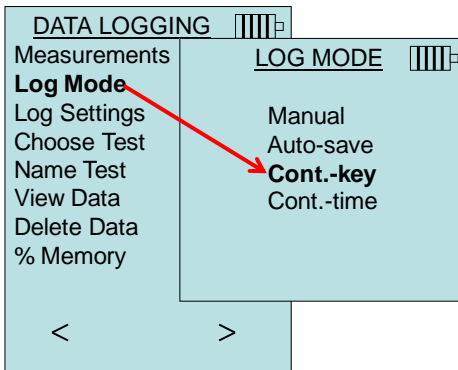 DATA LOGGING
Measurements
Log Mode
Log Settings
Choose Test
Name Test
View Data
Delete Data
% Memory
< >
LOG MODE
Manual
Auto-save
Cont.-key
Cont.-time